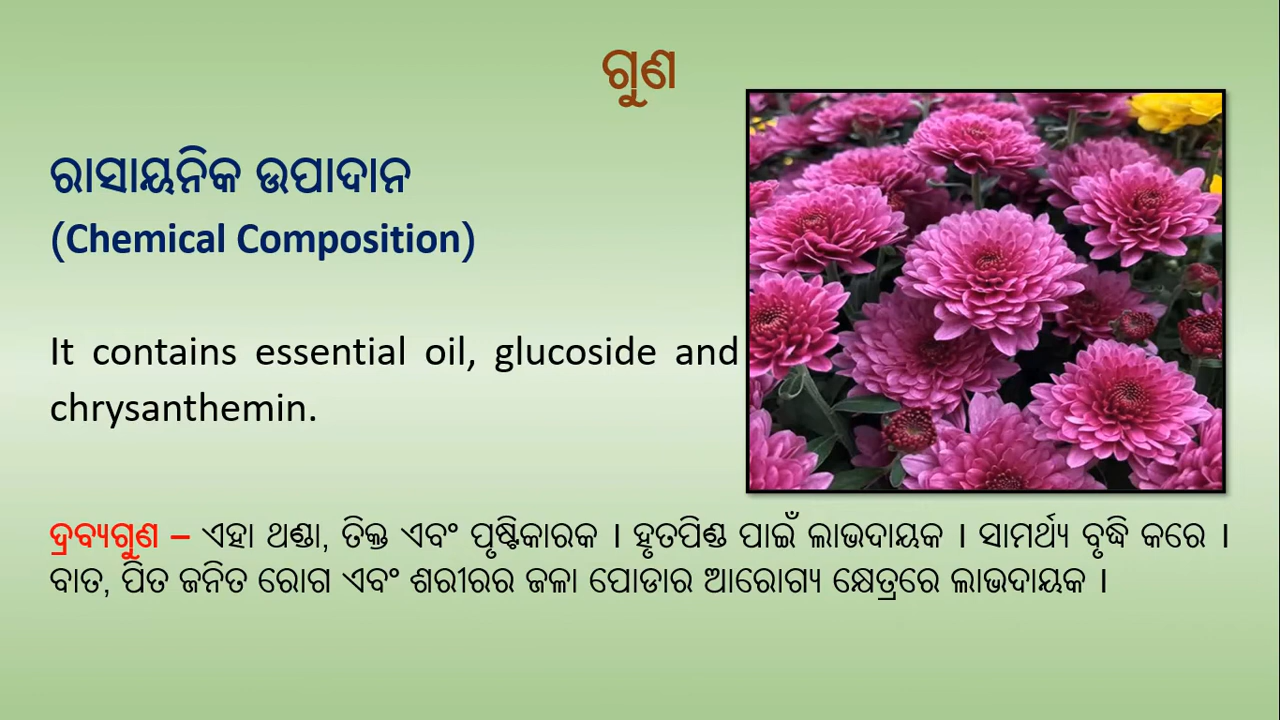 ଗୁଣ
ରାସାୟନିକ ଉପାଦାନ
(Chemical Composition)
It contains essential oil, glucoside and
chrysanthemin.
ଦ୍ରବ୍ୟଗୁଣ – ଏହା ଥଣ୍ଡା, ତିକ୍ତ ଏବଂ ପୃଷ୍ଟିକାରକ । ହୃତପିଣ୍ଡ ପାଇଁ ଲାଭଦାୟକ । ସାମର୍ଥ୍ୟ ବୃଦ୍ଧି କରେ ।
ବାତ, ପିତ ଜନିତ ରୋଗ ଏବଂ ଶରୀରର ଜଳା ପୋଡାର ଆରୋଗ୍ୟ କ୍ଷେତ୍ରରେ ଲାଭଦାୟକ ।